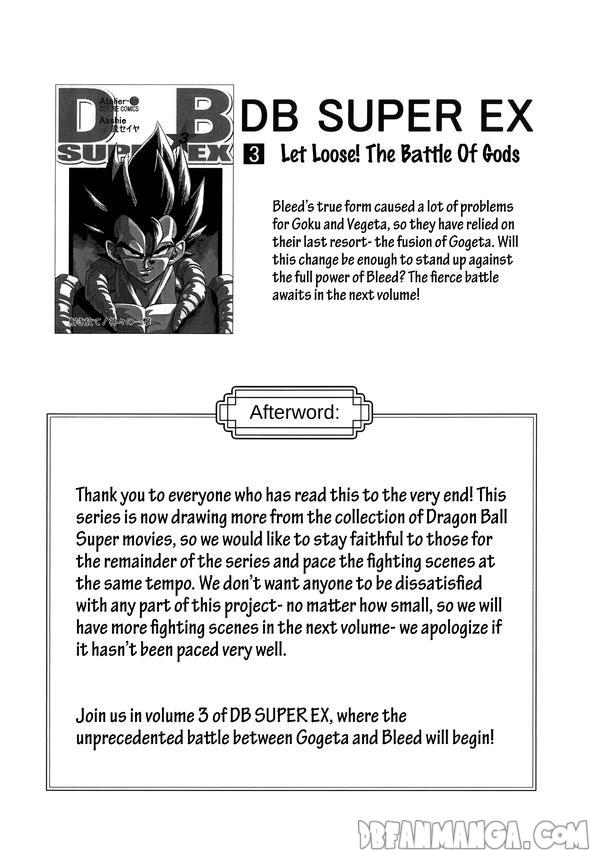 D B
Atelier-
COTORE COMICS
Asshie
3
SUPER EX
DB SUPER EX
3 Let Loose! The Battle Of Gods
Bleed's true form caused a lot of problems
for Goku and Vegeta, so they have relied on
their last resort- the fusion of Gogeta. Will
this change be enough to stand up against
the full power of Bleed? The fierce battle
awaits in the next volume!
Afterword:
Thank you to everyone who has read this to the very end! This
series is now drawing more from the collection of Dragon Ball
Super movies, so we would like to stay faithful to those for
the remainder of the series and pace the fighting scenes at
the same tempo. We don't want anyone to be dissatisfied
with any part of this project- no matter how small, so we will
have more fighting scenes in the next volume- we apologize if
it hasn't been paced very well.
Join us in volume 3 of DB SUPER EX, where the
unprecedented battle between Gogeta and Bleed will begin!
DBFANMANGA.COM